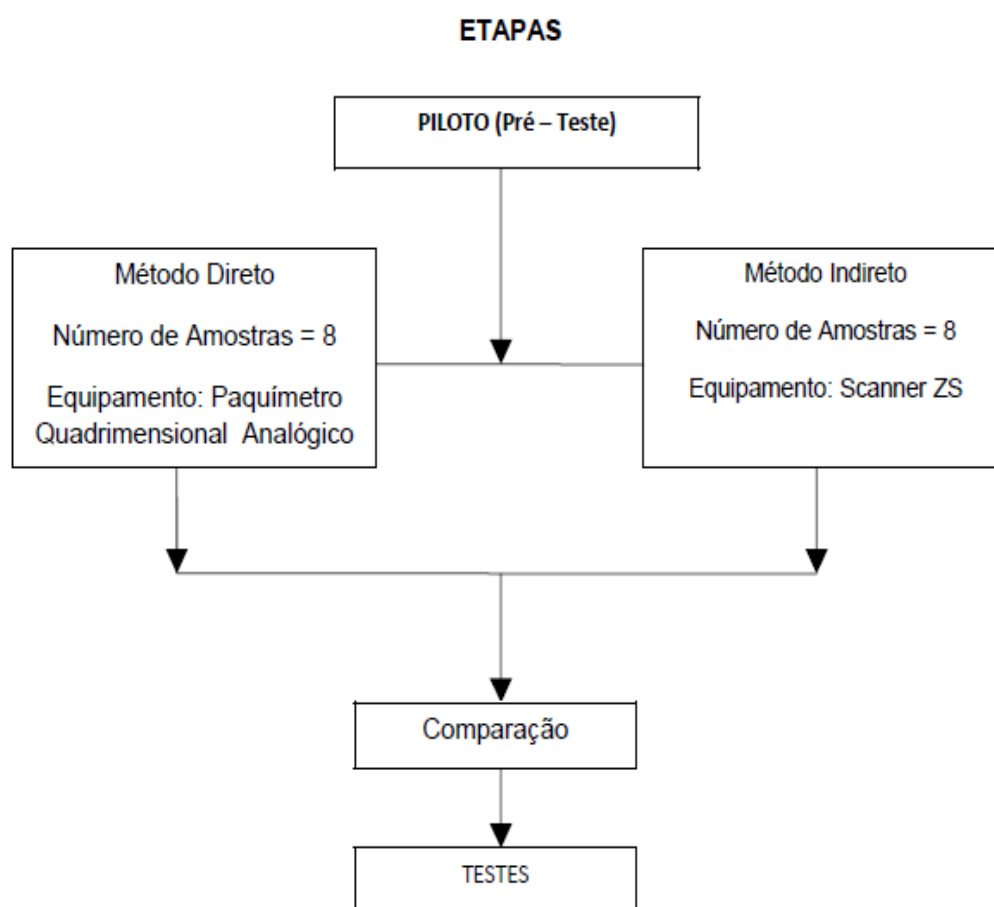 ETAPAS
PILOTO (Pré – Teste)
Método Direto
Número de Amostras = 8
Equipamento: Paquímetro
Quadrimensional Analógico
Método Indireto
Número de Amostras = 8
Equipamento: Scanner ZS
Comparação
TESTES